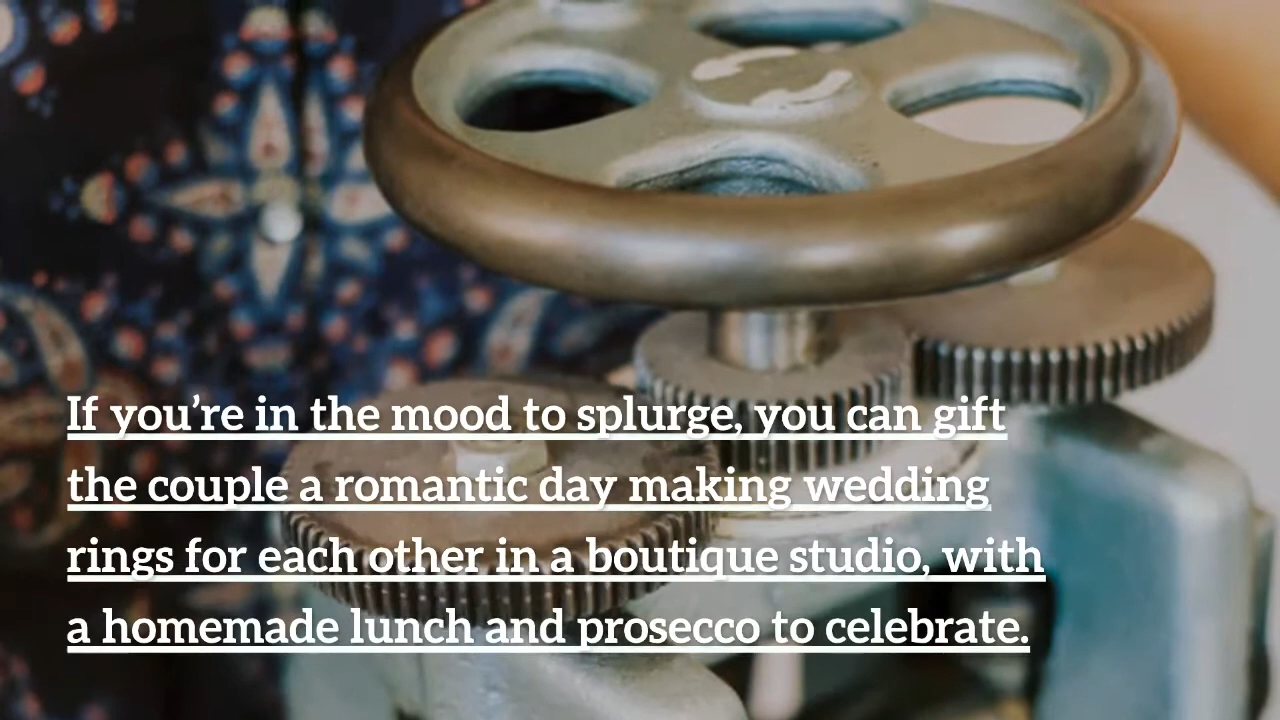 If you’re in the mood to splurge, you can gift
the couple a romantic day making wedding
rings for each other in a boutique studio, with
a homemade lunch and prosecco to celebrate.